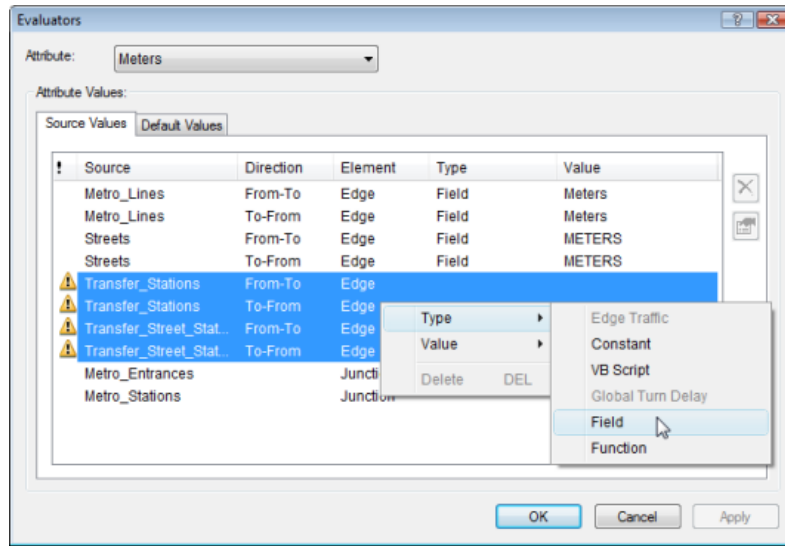 Evaluators
Attribute: Meters
Attribute Values:
Source Values Default Values
! Source Direction Element Type Value
Metro_Lines From-To Edge Field Meters
Metro_Lines To-From Edge Field Meters
Streets From-To Edge Field METERS
Streets To-From Edge Field METERS
Transfer_Stations From-To Edge
Transfer_Stations To-From Edge
Transfer_Street_Stat... From-To Edge
Transfer_Street_Stat... To-From Edge
Metro_Entrances Juncti
Metro_Stations Junction
Type
Value
Delete DEL
Edge Traffic
Constant
VB Script
Global Turn Delay
Field
Function
OK Cancel Apply